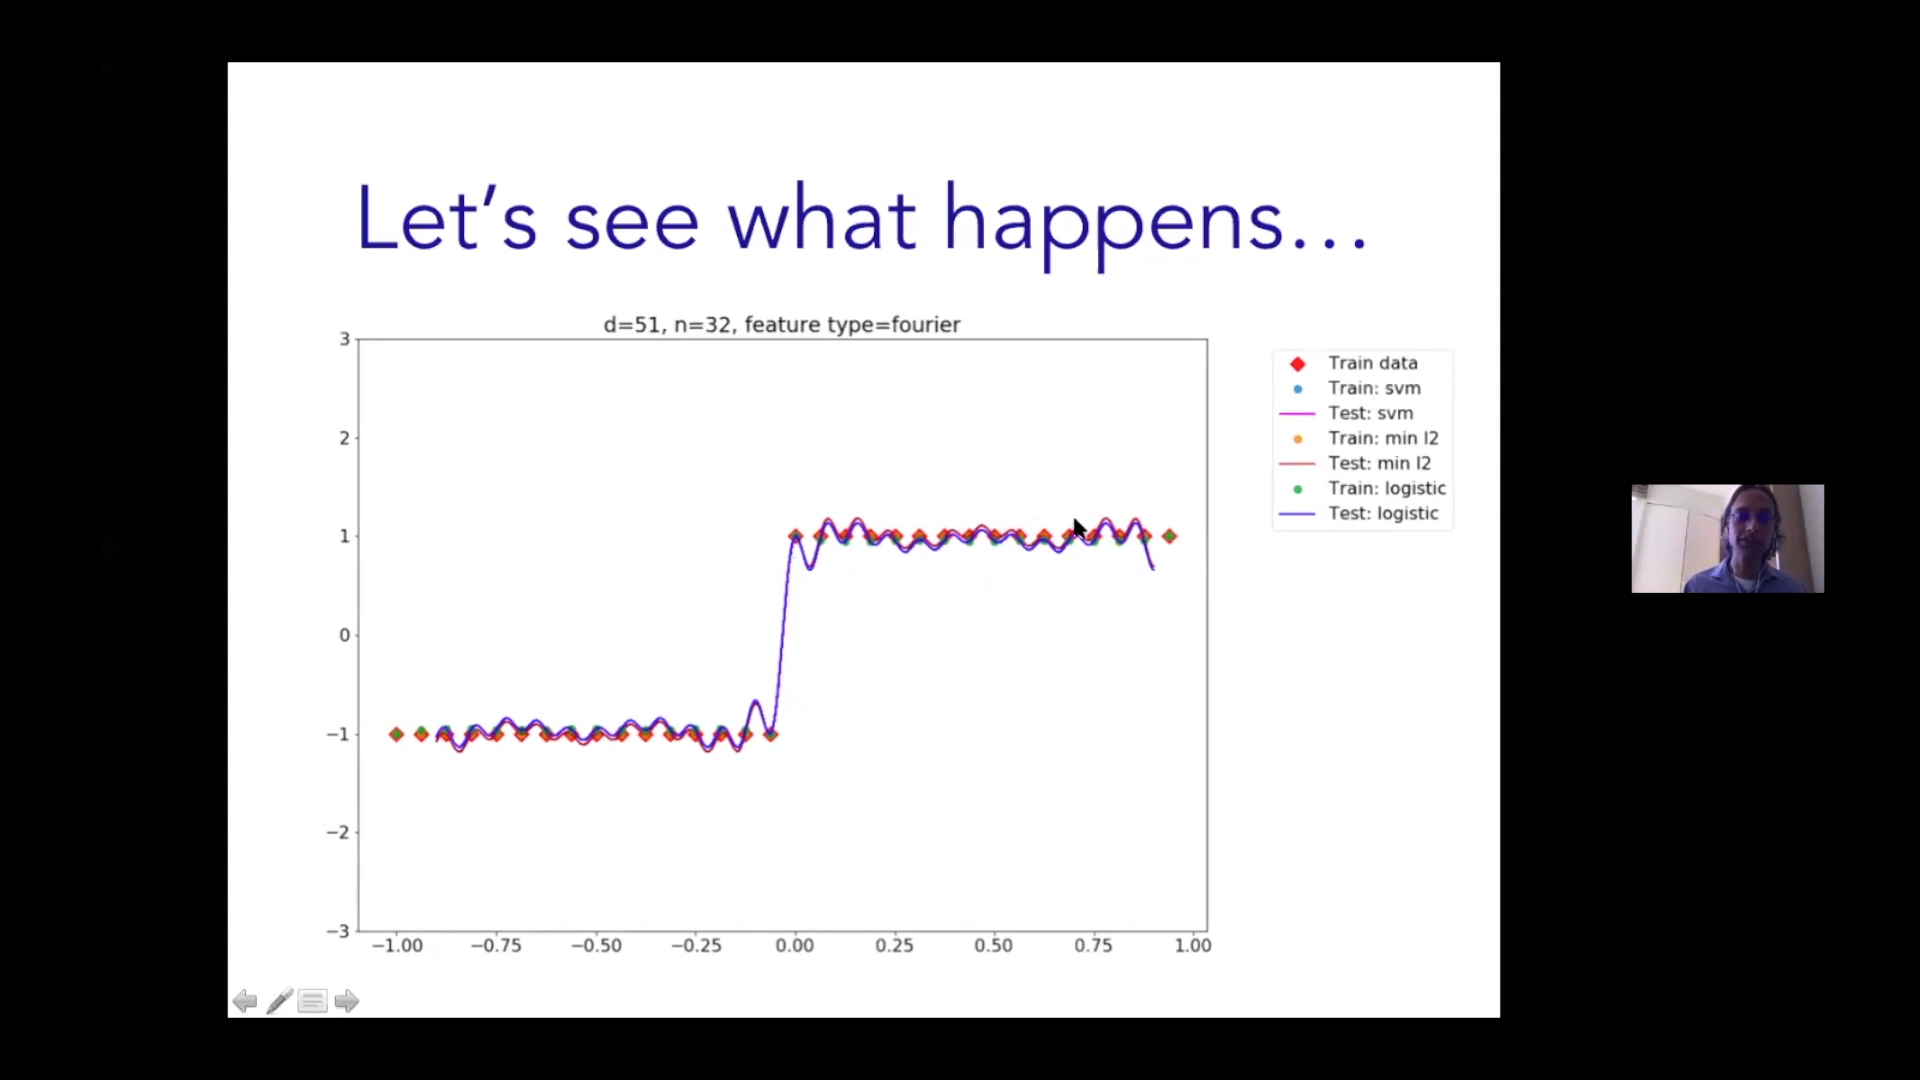 Let's see what happens...
d=51, n=32, feature type=fourier
3
2
1
0
−1
−2
−3
−1.00 −0.75 −0.50 −0.25 0.00 0.25 0.50 0.75 1.00
Train data
Train: svm
Test: svm
Train: min l2
Test: min l2
Train: logistic
Test: logistic